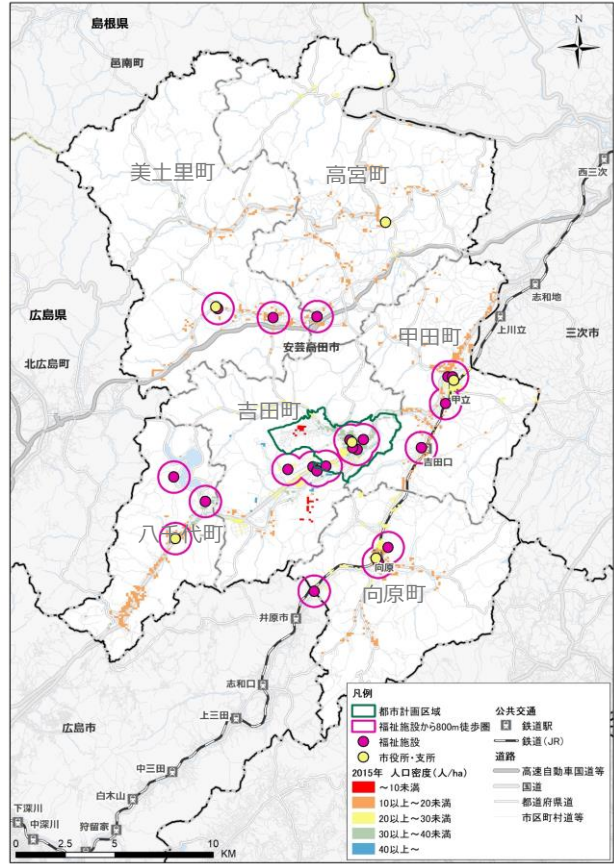 島根県
邑南町
N
美土里町
高宮町
西三次
志和地
広島県
三次市
上川立
甲田町
北広島町
安芸高田市
吉田町
甲立
吉田口
八千代町
向原
向原町
井原市
志和口
上三田
広島市
中三田
白木山
下深川
中深川
狩留家
0 2.5 5 10
KM
凡例
都市計画区域
福祉施設から800m徒歩圏
福祉施設
市役所・支所
2015年 人口密度(人/ha)
~10未満
10以上~20未満
20以上~30未満
30以上~40未満
40以上~
公共交通
鉄道駅
鉄道(JR)
道路
高速自動車国道等
国道
都道府県道
市区町村道等